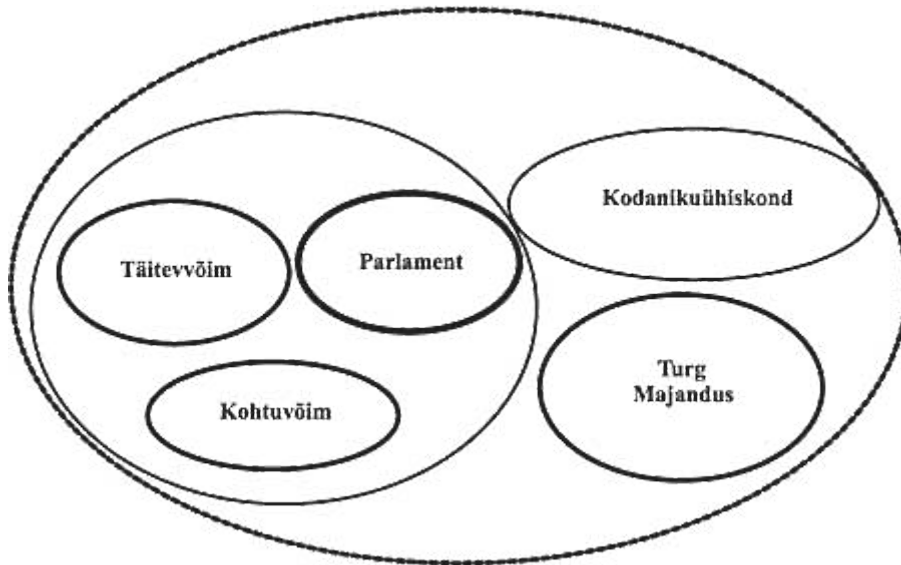 Kodanikuühiskond
Täitevvõim
Parlament
Turg
Majandus
Kohtuvõim